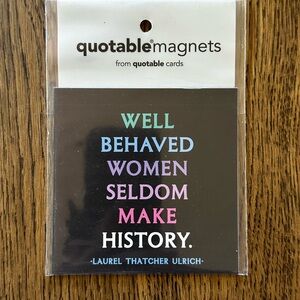 quotable®magnets
from quotable cards
WELL
BEHAVED
WOMEN
SELDOM
MAKE
HISTORY.
·LAUREL THATCHER ULRICH·